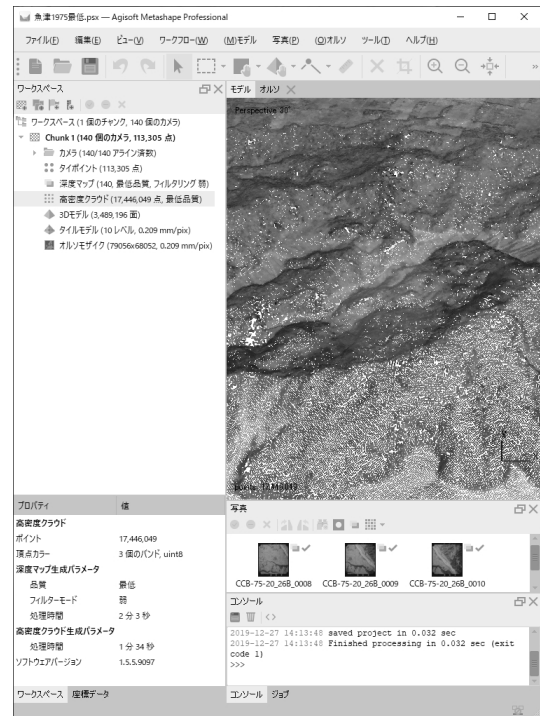 魚津1975最低.psx — Agisoft Metashape Professional
ファイル(F) 編集(E) ビュー(V) ワークフロー(W) (M)モデル 写真(P) (O)オルソ ツール(T) ヘルプ(H)
ワークスペース
モデル オルソ
ワークスペース (1 個のチャンク, 140 個のカメラ)
Chunk 1 (140 個のカメラ, 113,305 点)
カメラ (140/140 アライン済数)
タイポイント (113,305 点)
深度マップ (140, 最低品質, フィルタリング 弱)
高密度クラウド (17,446,049 点, 最低品質)
3Dモデル (3,489,196 面)
タイルモデル (10 レベル, 0.209 mm/pix)
オルソモザイク (79056x68052, 0.209 mm/pix)
Perspective 30°
points: 17,446,049
プロパティ 値
高密度クラウド
ポイント 17,446,049
頂点カラー 3 個のバンド, uint8
深度マップ生成パラメータ
品質 最低
フィルターモード 弱
処理時間 2 分 3 秒
高密度クラウド生成パラメータ
処理時間 1 分 34 秒
ソフトウェアバージョン 1.5.5.9097
ワークスペース 座標データ
写真
CCB-75-20_26B_0008 CCB-75-20_26B_0009 CCB-75-20_26B_0010
コンソール
2019-12-27 14:13:48 saved project in 0.032 sec
2019-12-27 14:13:48 Finished processing in 0.032 sec (exit
code 1)
>>>
コンソール ジョブ